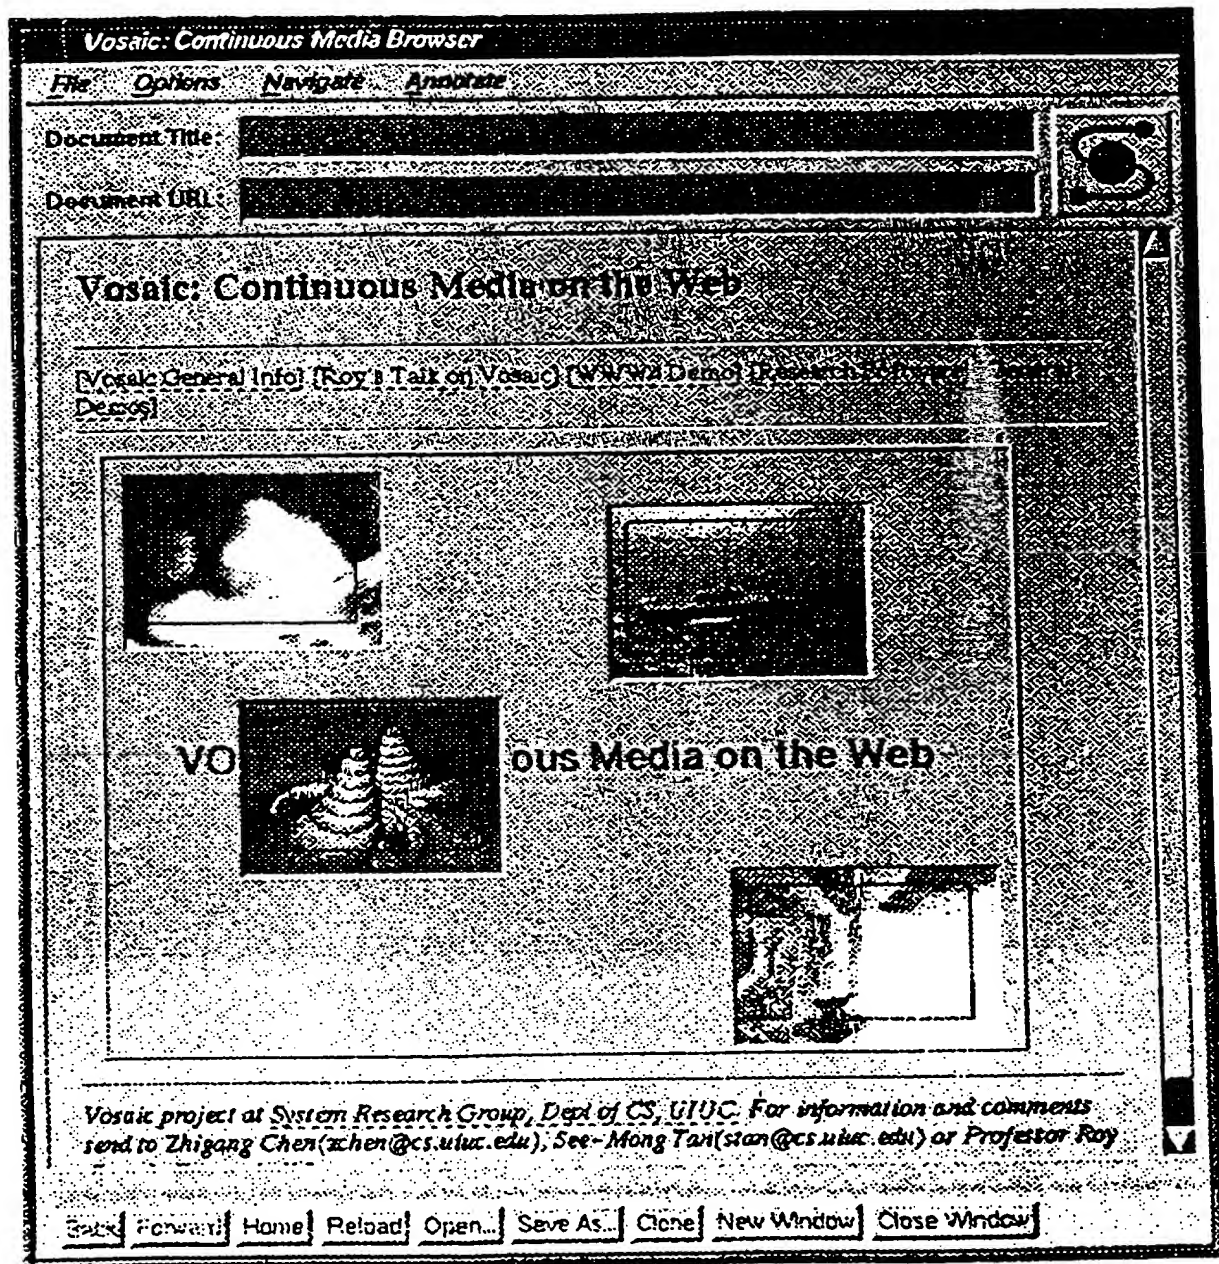 Vosaic: Continuous Media Browser
File Options Navigate Annotate
Document Title:
Document URL:
Vosaic: Continuous Media on the Web
[Vosaic General Info] [Roy's Talk on Vosaic] [WWW4 Demo] [Research
Demos]
VO ous Media on the Web
Vosaic project at System Research Group, Dept of CS, UIUC. For information and comments
send to Zhigang Chen(zchen@cs.uiuc.edu), See-Mong Tan(stan@cs.uiuc.edu) or Professor Roy
Back Forward Home Reload Open... Save As... Clone New Window Close Window